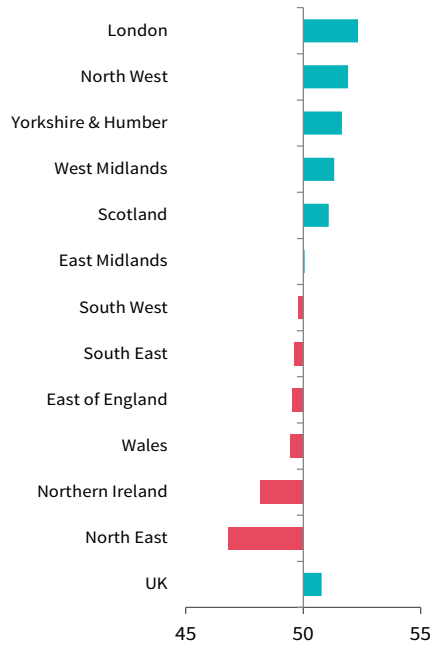 London
North West
Yorkshire & Humber
West Midlands
Scotland
East Midlands
South West
South East
East of England
Wales
Northern Ireland
North East
UK
45 50 55